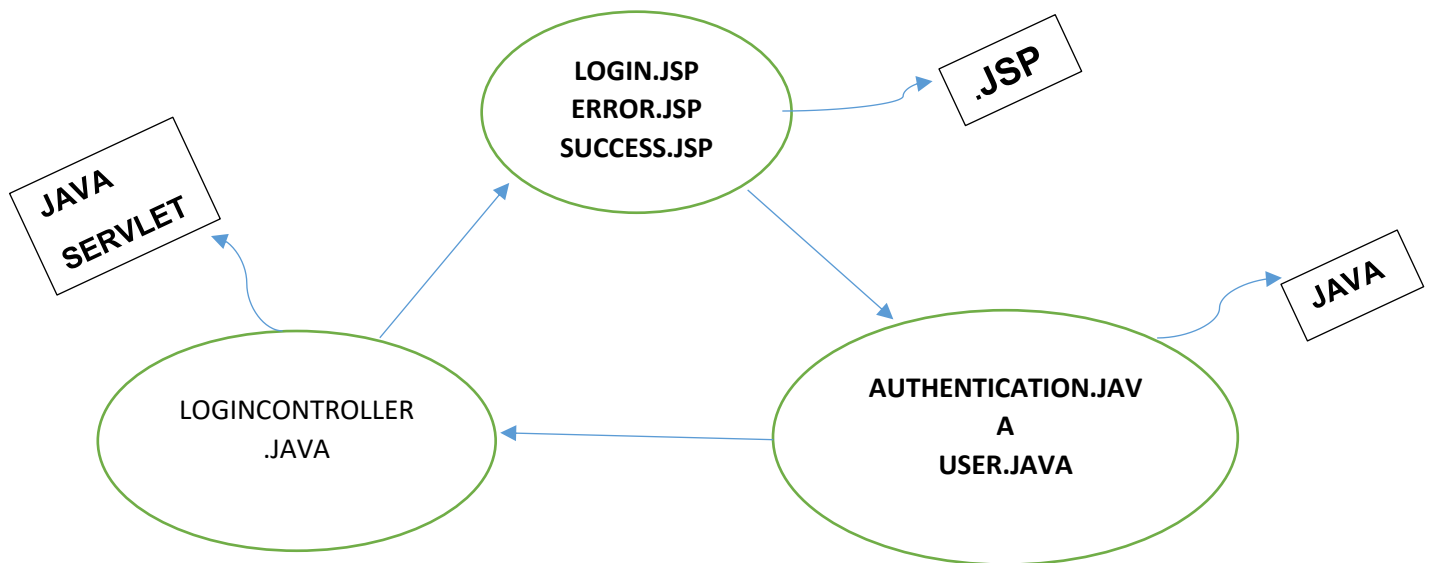 LOGIN.JSP
ERROR.JSP
SUCCESS.JSP
.JSP
JAVA
SERVLET
JAVA
LOGINCONTROLLER
.JAVA
AUTHENTICATION.JAV
A
USER.JAVA